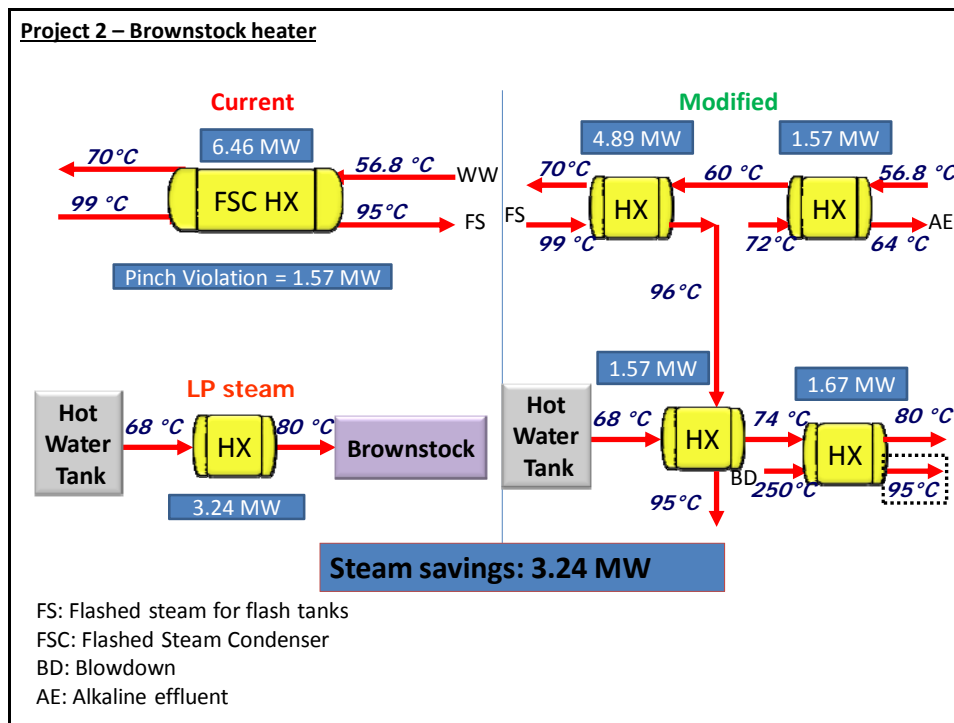 Project 2 – Brownstock heater
Current
6.46 MW
70°C
56.8 °C
WW
FSC HX
99 °C
95°C
FS
Pinch Violation = 1.57 MW
LP steam
Hot
Water
Tank
68 °C
HX
80 °C
Brownstock
3.24 MW
Modified
4.89 MW
1.57 MW
70°C
60 °C
56.8 °C
FS
HX
HX
AE
99 °C
72°C
64 °C
96°C
1.57 MW
1.67 MW
Hot
Water
Tank
68 °C
HX
74 °C
HX
80 °C
BD
250°C
95°C
95°C
Steam savings: 3.24 MW
FS: Flashed steam for flash tanks
FSC: Flashed Steam Condenser
BD: Blowdown
AE: Alkaline effluent